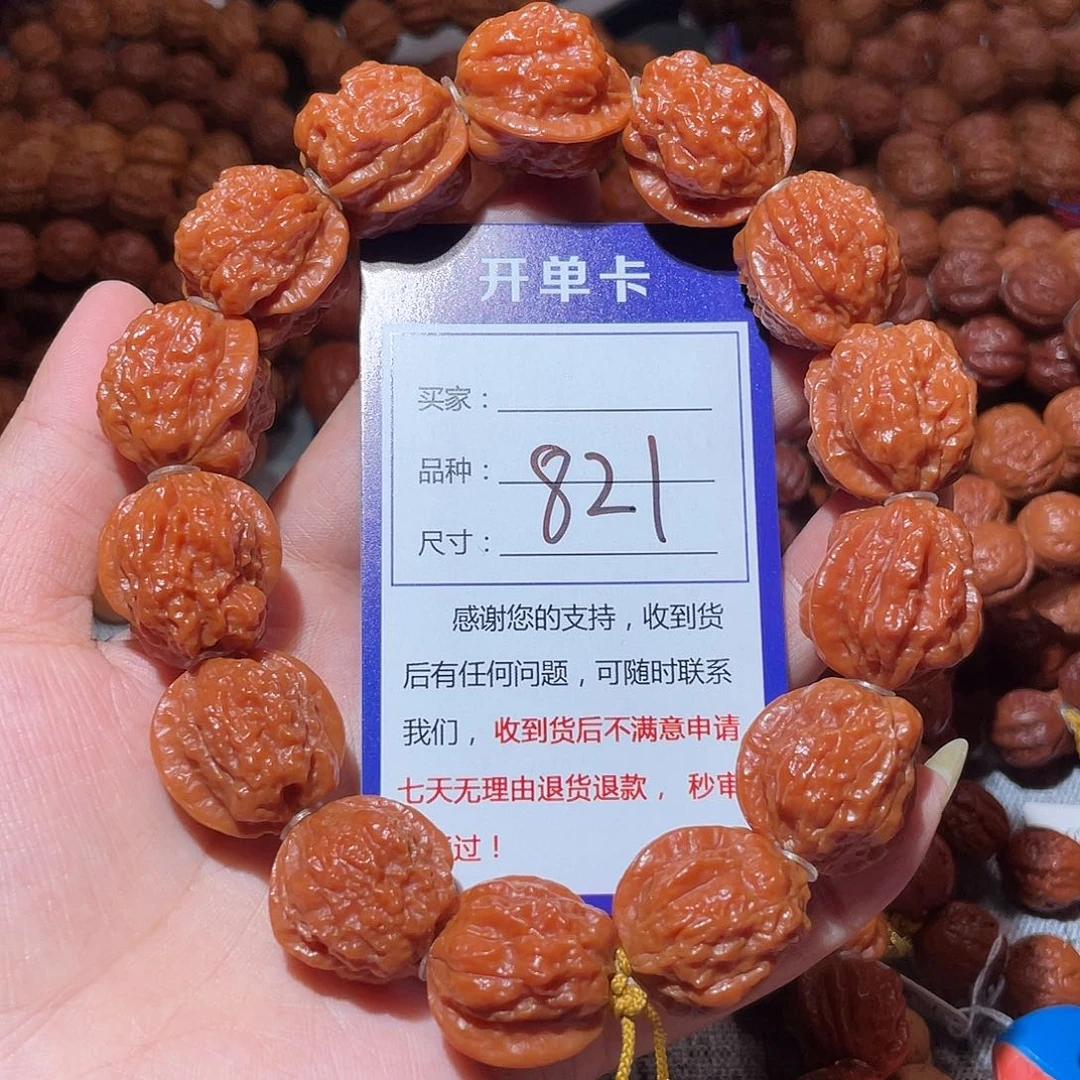 开单卡
买家：
品种：
821
尺寸：
感谢您的支持，收到货
后有任何问题，可随时联系
我们，收到货后不满意申请
七天无理由退货退款，秒审
过！